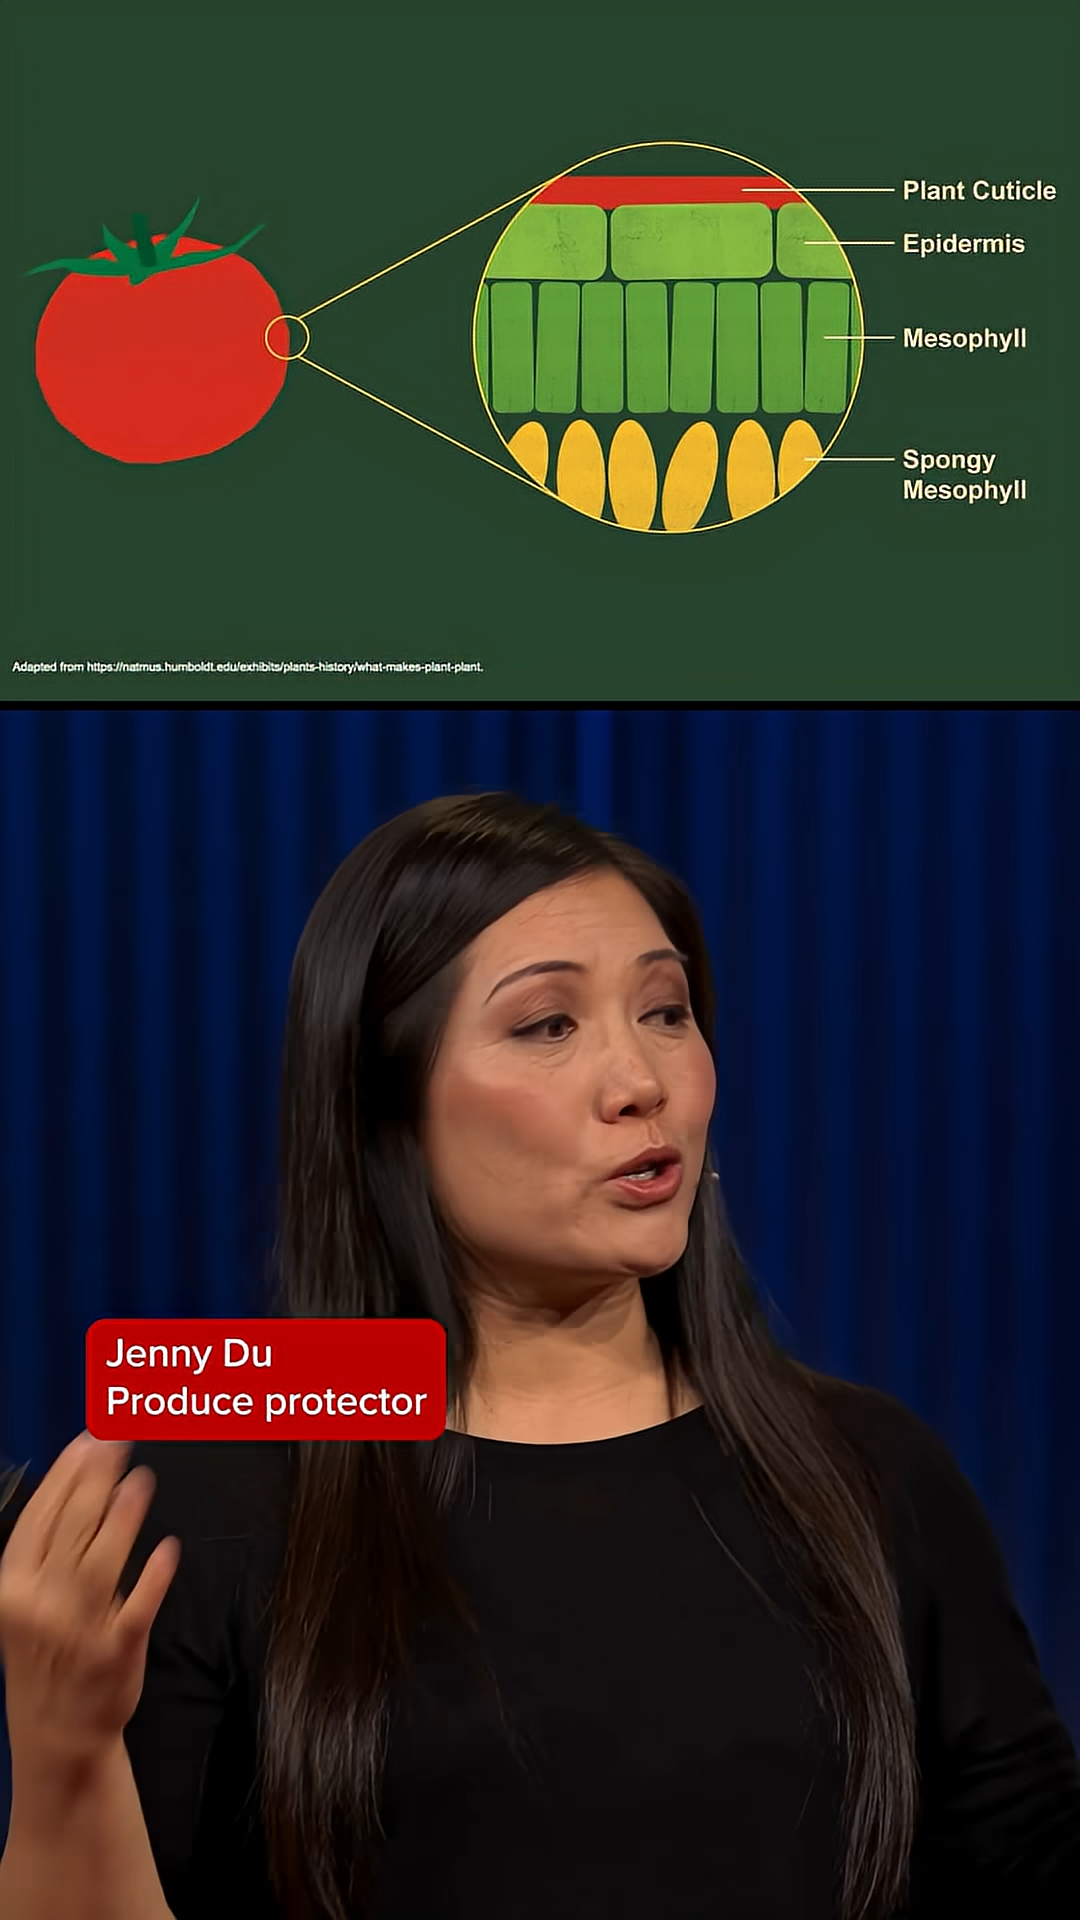 Plant Cuticle
Epidermis
Mesophyll
Spongy
Mesophyll
Adapted from https://natmus.humboldt.edu/exhibits/plants-history/what-makes-plant-plant.
Jenny Du
Produce protector